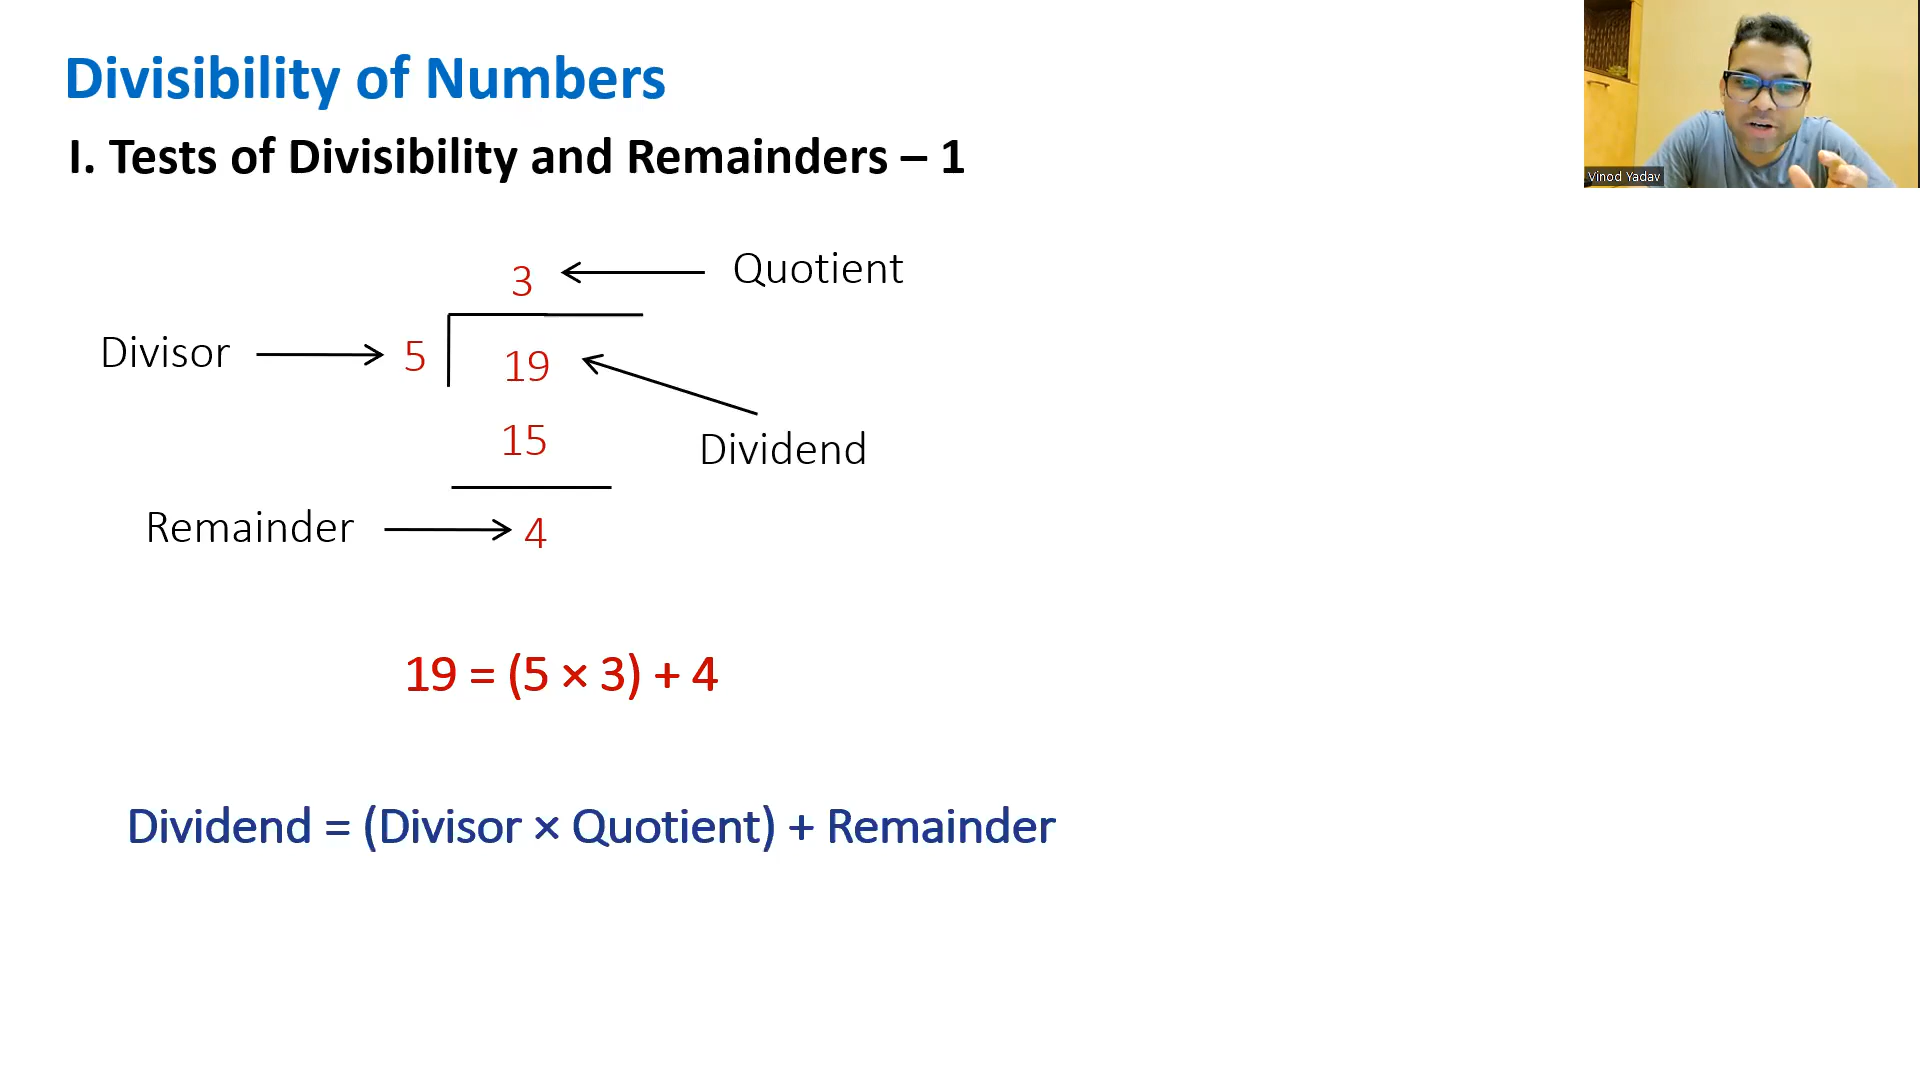 Divisibility of Numbers
I. Tests of Divisibility and Remainders – 1
Vinod Yadav
3 Quotient
Divisor 5 19
15
Dividend
Remainder 4
19 = (5 × 3) + 4
Dividend = (Divisor × Quotient) + Remainder